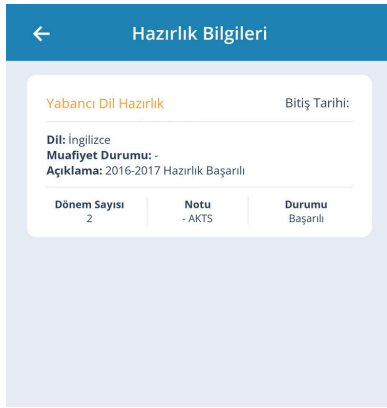 Hazırlık Bilgileri
Yabancı Dil Hazırlık Bitiş Tarihi:
Dil: İngilizce
Muafiyet Durumu: -
Açıklama: 2016-2017 Hazırlık Başarılı
Dönem Sayısı Notu Durumu
2 - AKTS Başarılı